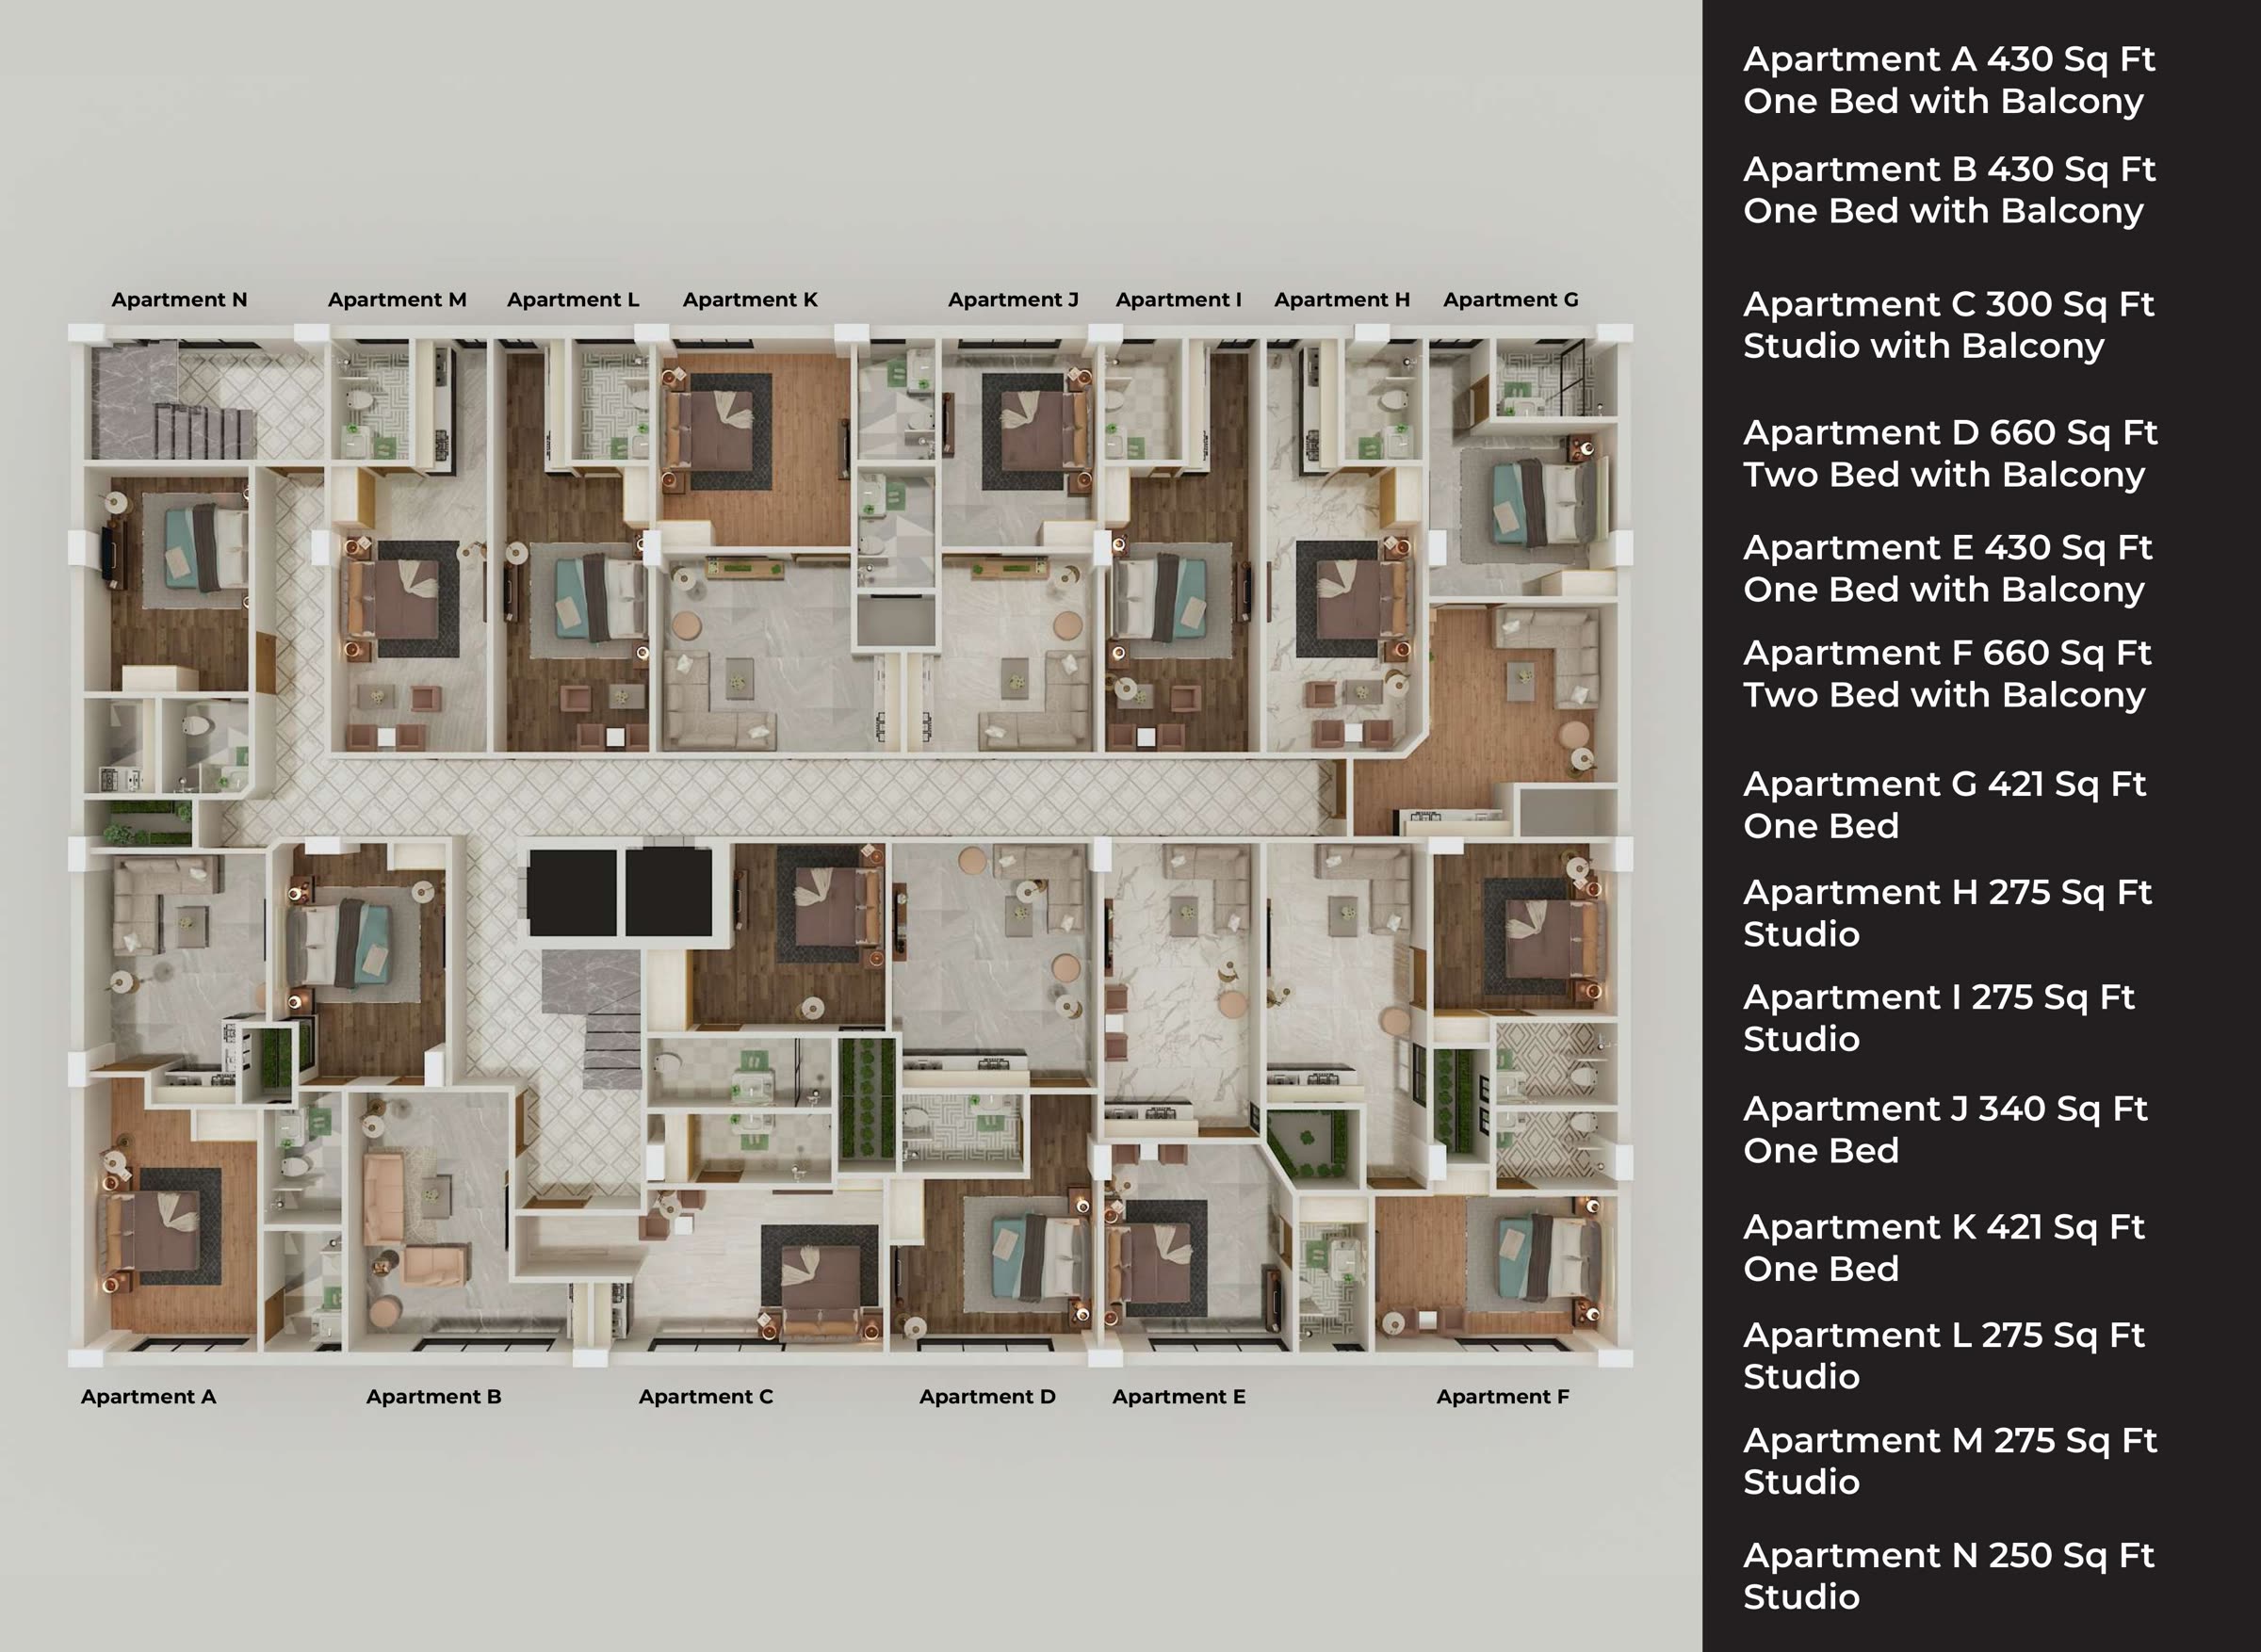 Apartment N
Apartment M
Apartment L
Apartment K
Apartment J
Apartment I
Apartment H
Apartment G
Apartment A
Apartment B
Apartment C
Apartment D
Apartment E
Apartment F
Apartment A 430 Sq Ft
One Bed with Balcony
Apartment B 430 Sq Ft
One Bed with Balcony
Apartment C 300 Sq Ft
Studio with Balcony
Apartment D 660 Sq Ft
Two Bed with Balcony
Apartment E 430 Sq Ft
One Bed with Balcony
Apartment F 660 Sq Ft
Two Bed with Balcony
Apartment G 421 Sq Ft
One Bed
Apartment H 275 Sq Ft
Studio
Apartment I 275 Sq Ft
Studio
Apartment J 340 Sq Ft
One Bed
Apartment K 421 Sq Ft
One Bed
Apartment L 275 Sq Ft
Studio
Apartment M 275 Sq Ft
Studio
Apartment N 250 Sq Ft
Studio